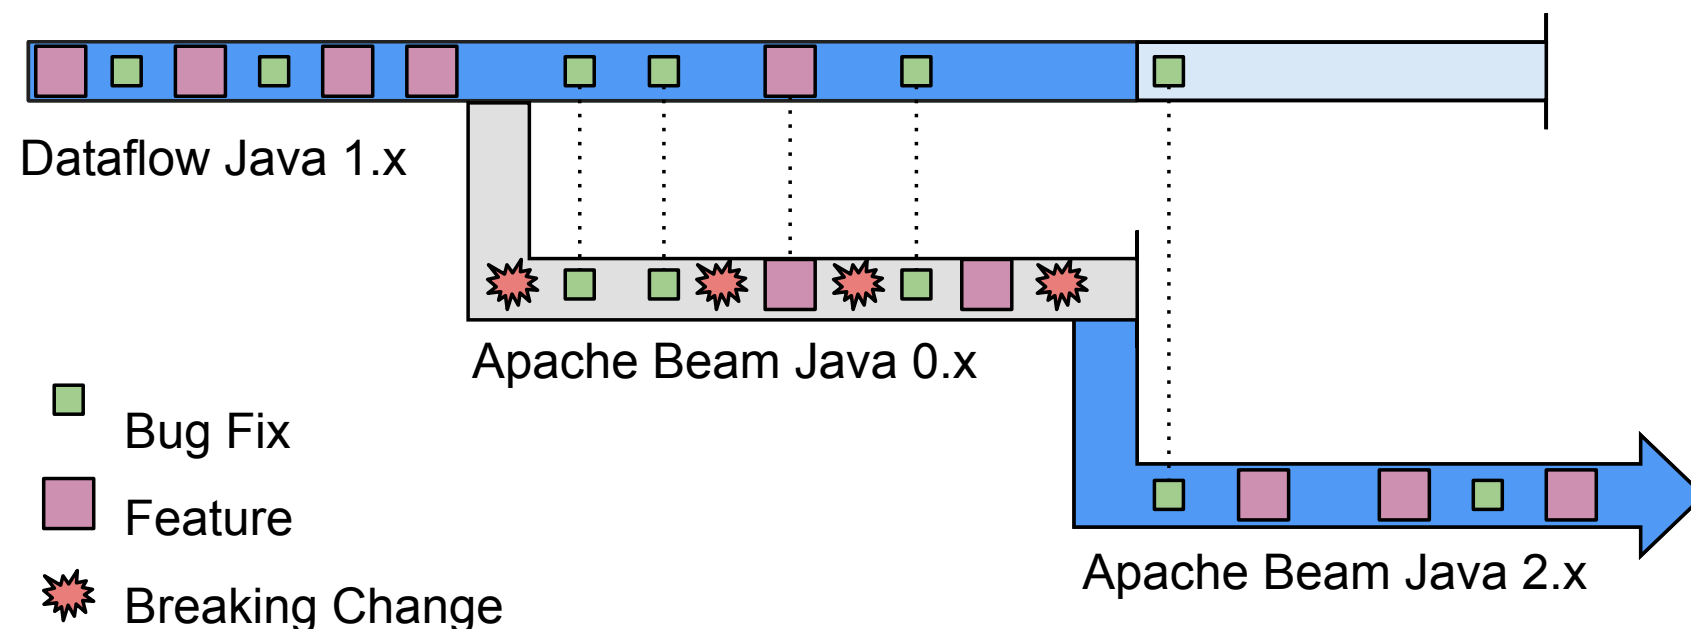 Dataflow Java 1.x
Apache Beam Java 0.x
Bug Fix
Feature
Apache Beam Java 2.x
Breaking Change